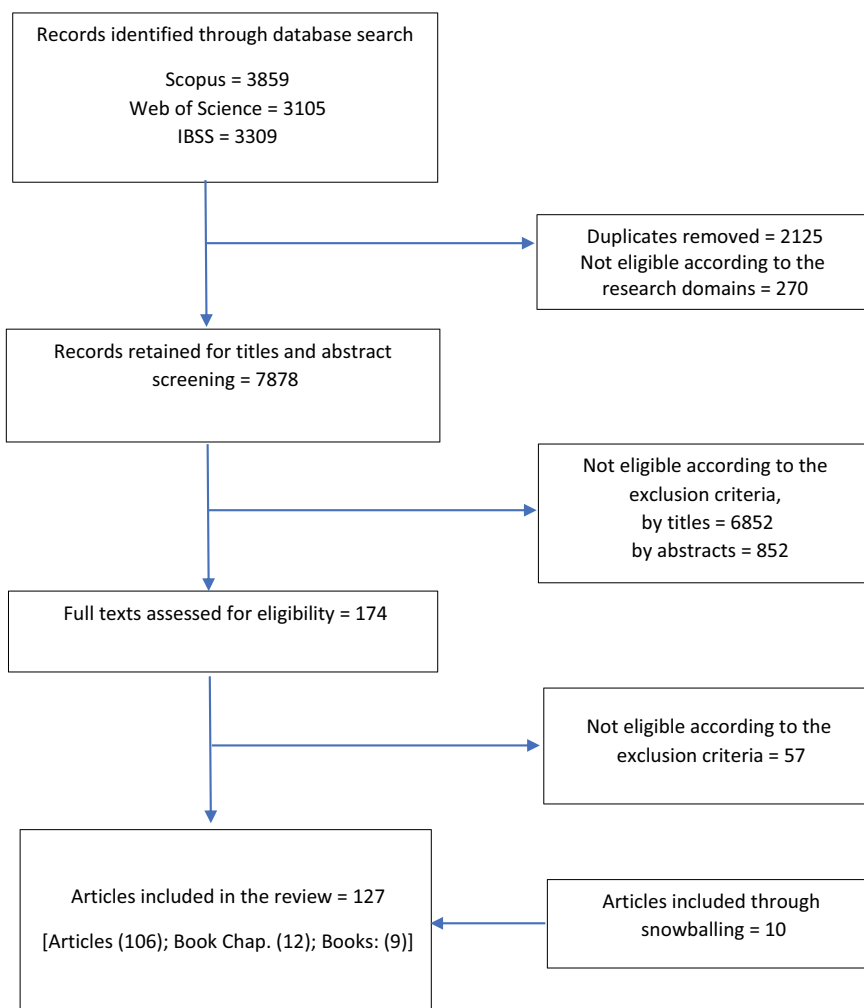 Records identified through database search
Scopus = 3859
Web of Science = 3105
IBSS = 3309
Duplicates removed = 2125
Not eligible according to the
research domains = 270
Records retained for titles and abstract
screening = 7878
Not eligible according to the
exclusion criteria,
by titles = 6852
by abstracts = 852
Full texts assessed for eligibility = 174
Not eligible according to the
exclusion criteria = 57
Articles included in the review = 127
[Articles (106); Book Chap. (12); Books: (9)]
Articles included through
snowballing = 10